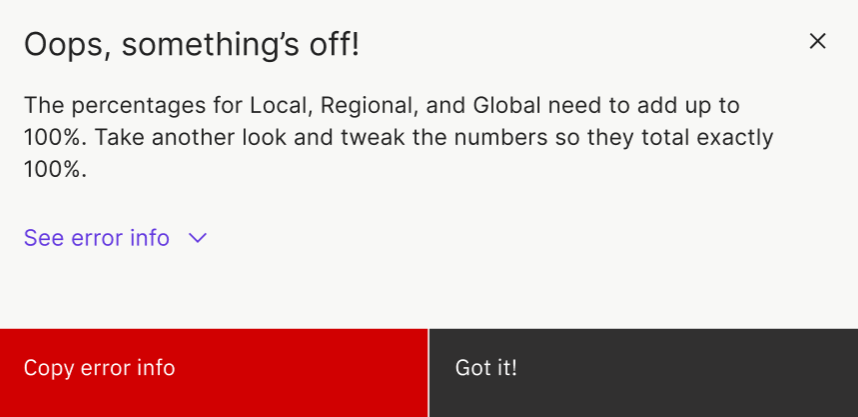 Oops, something’s off!
The percentages for Local, Regional, and Global need to add up to
100%. Take another look and tweak the numbers so they total exactly
100%.
See error info
Copy error info
Got it!